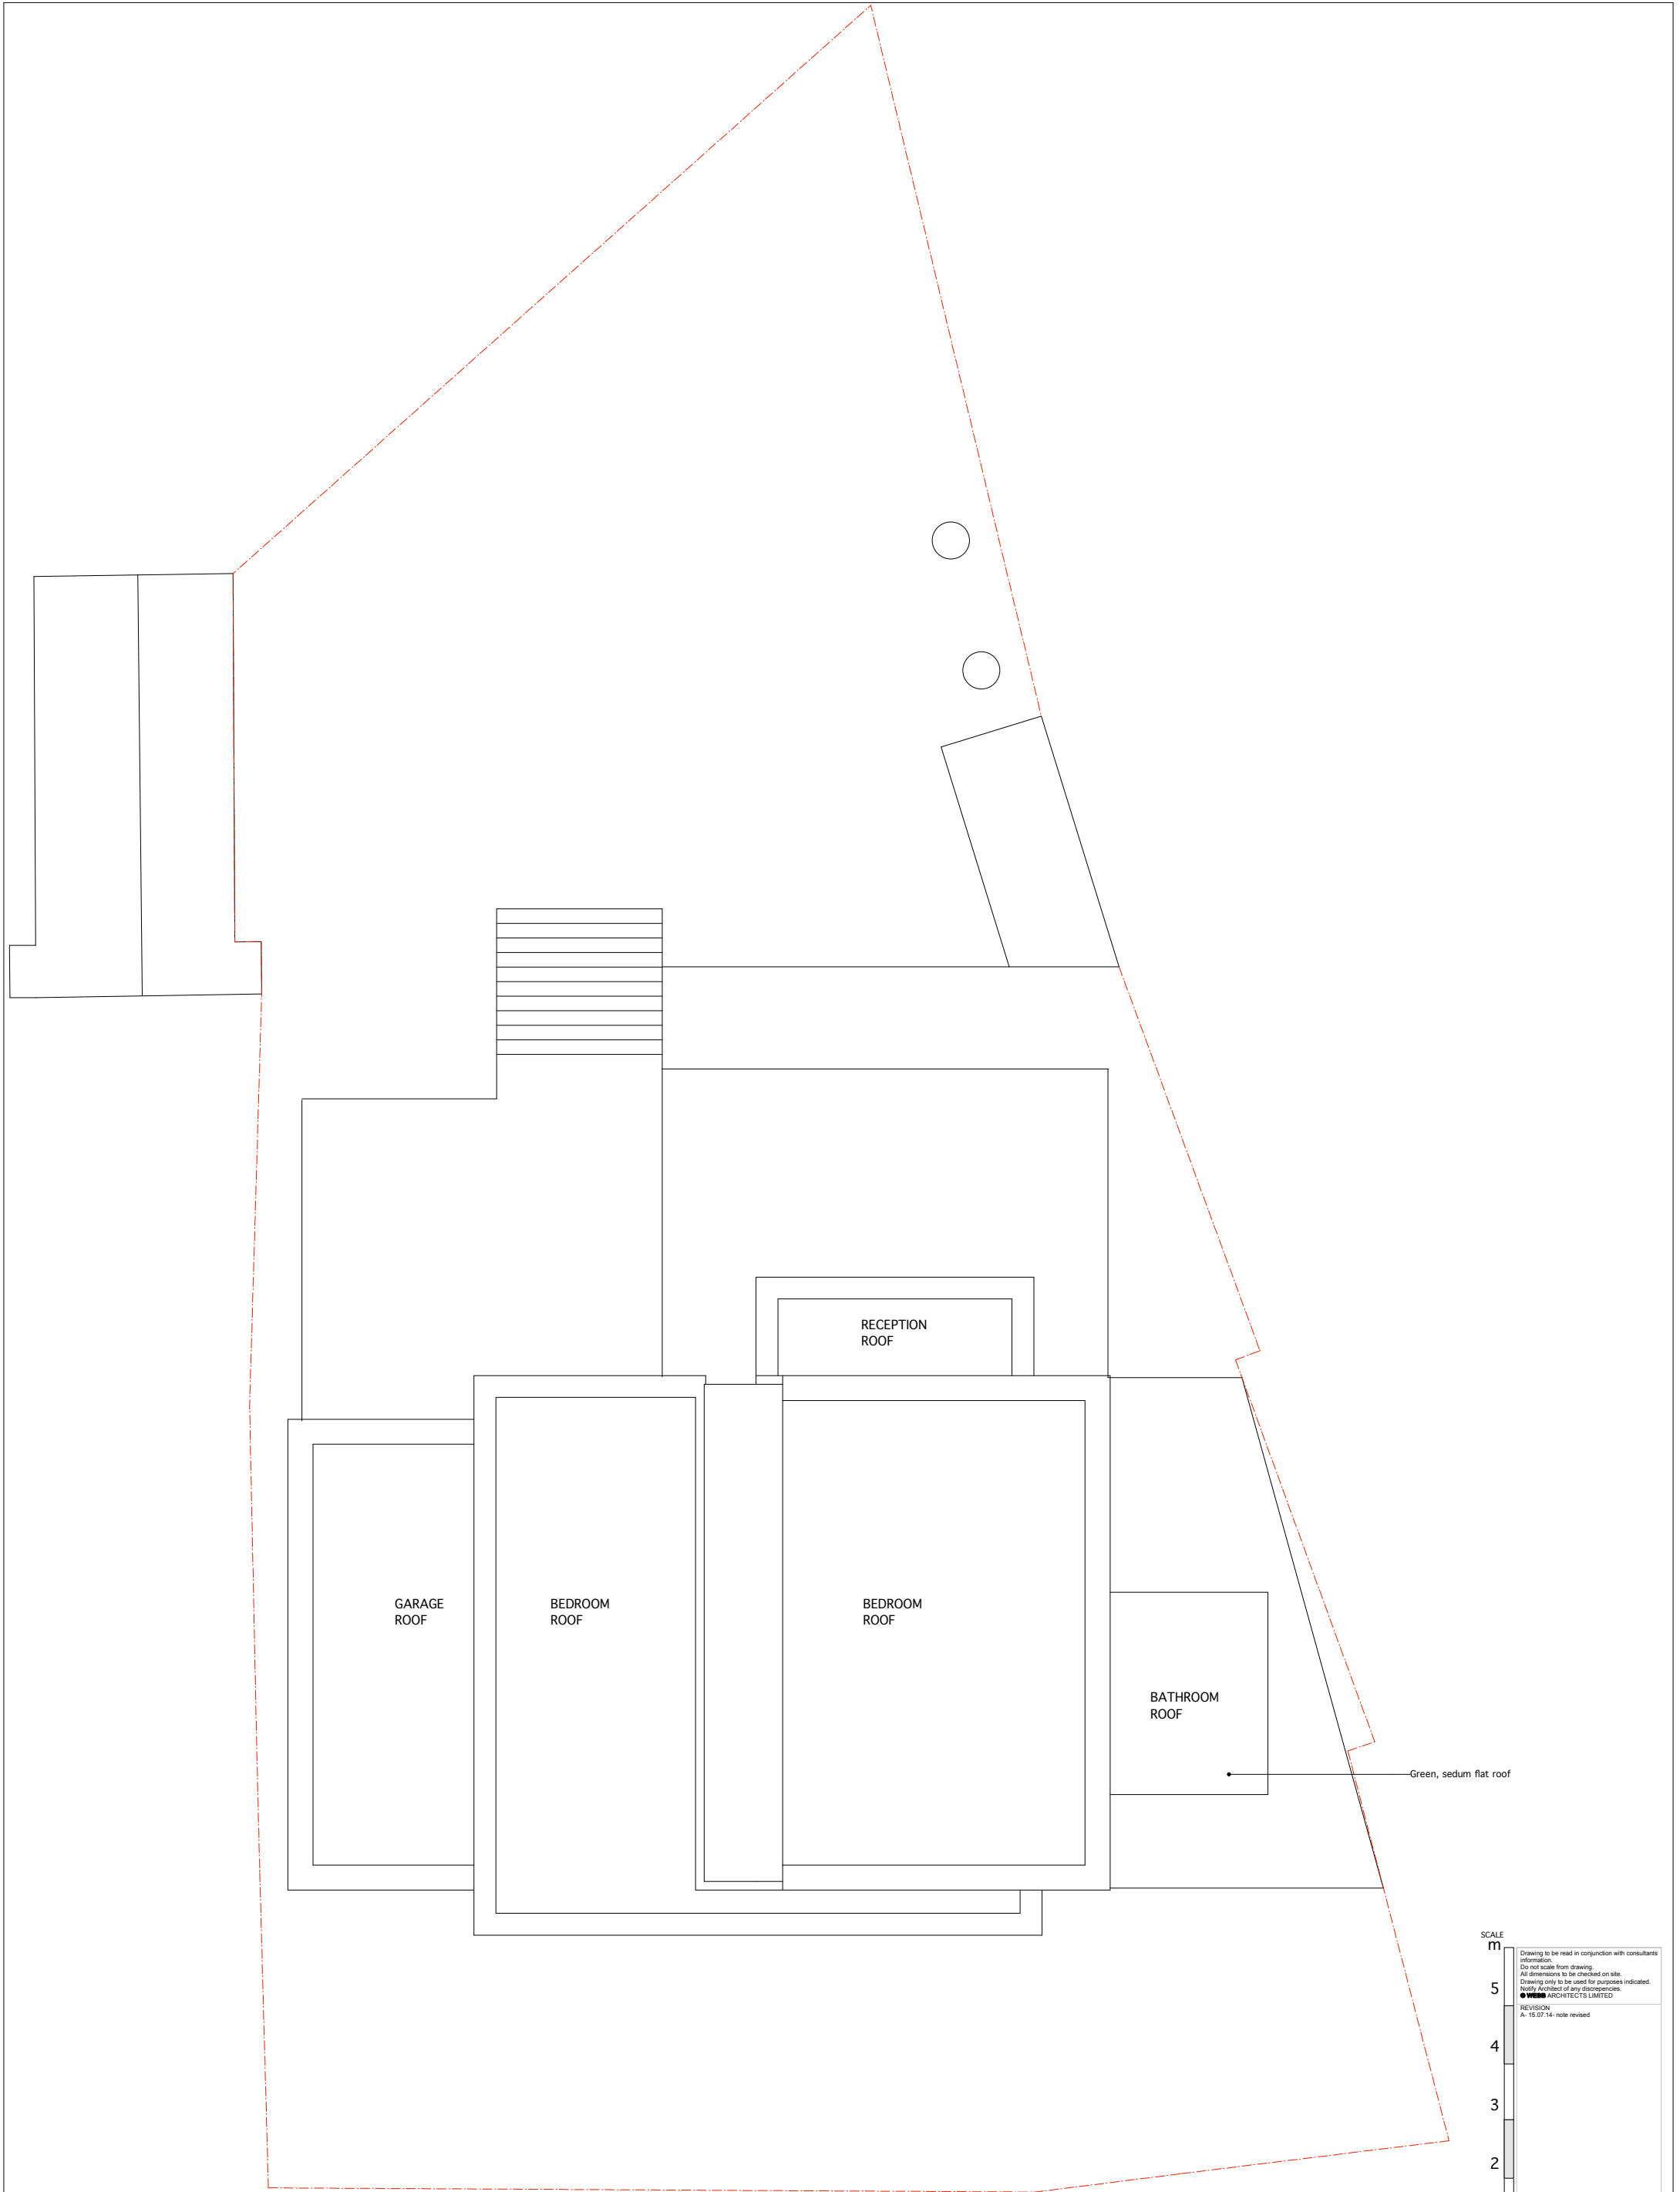 RECEPTION
ROOF
GARAGE
ROOF
BEDROOM
ROOF
BEDROOM
ROOF
BATHROOM
ROOF
Green, sedum flat roof
SCALE
m
5
4
3
2
Drawing to be read in conjunction with consultants
information.
Do not scale from drawing.
All dimensions to be checked on site.
Drawing only to be used for purposes indicated.
Notify Architect of any discrepencies.
WEBB ARCHITECTS LIMITED
REVISION
A- 15.07.14- note revised